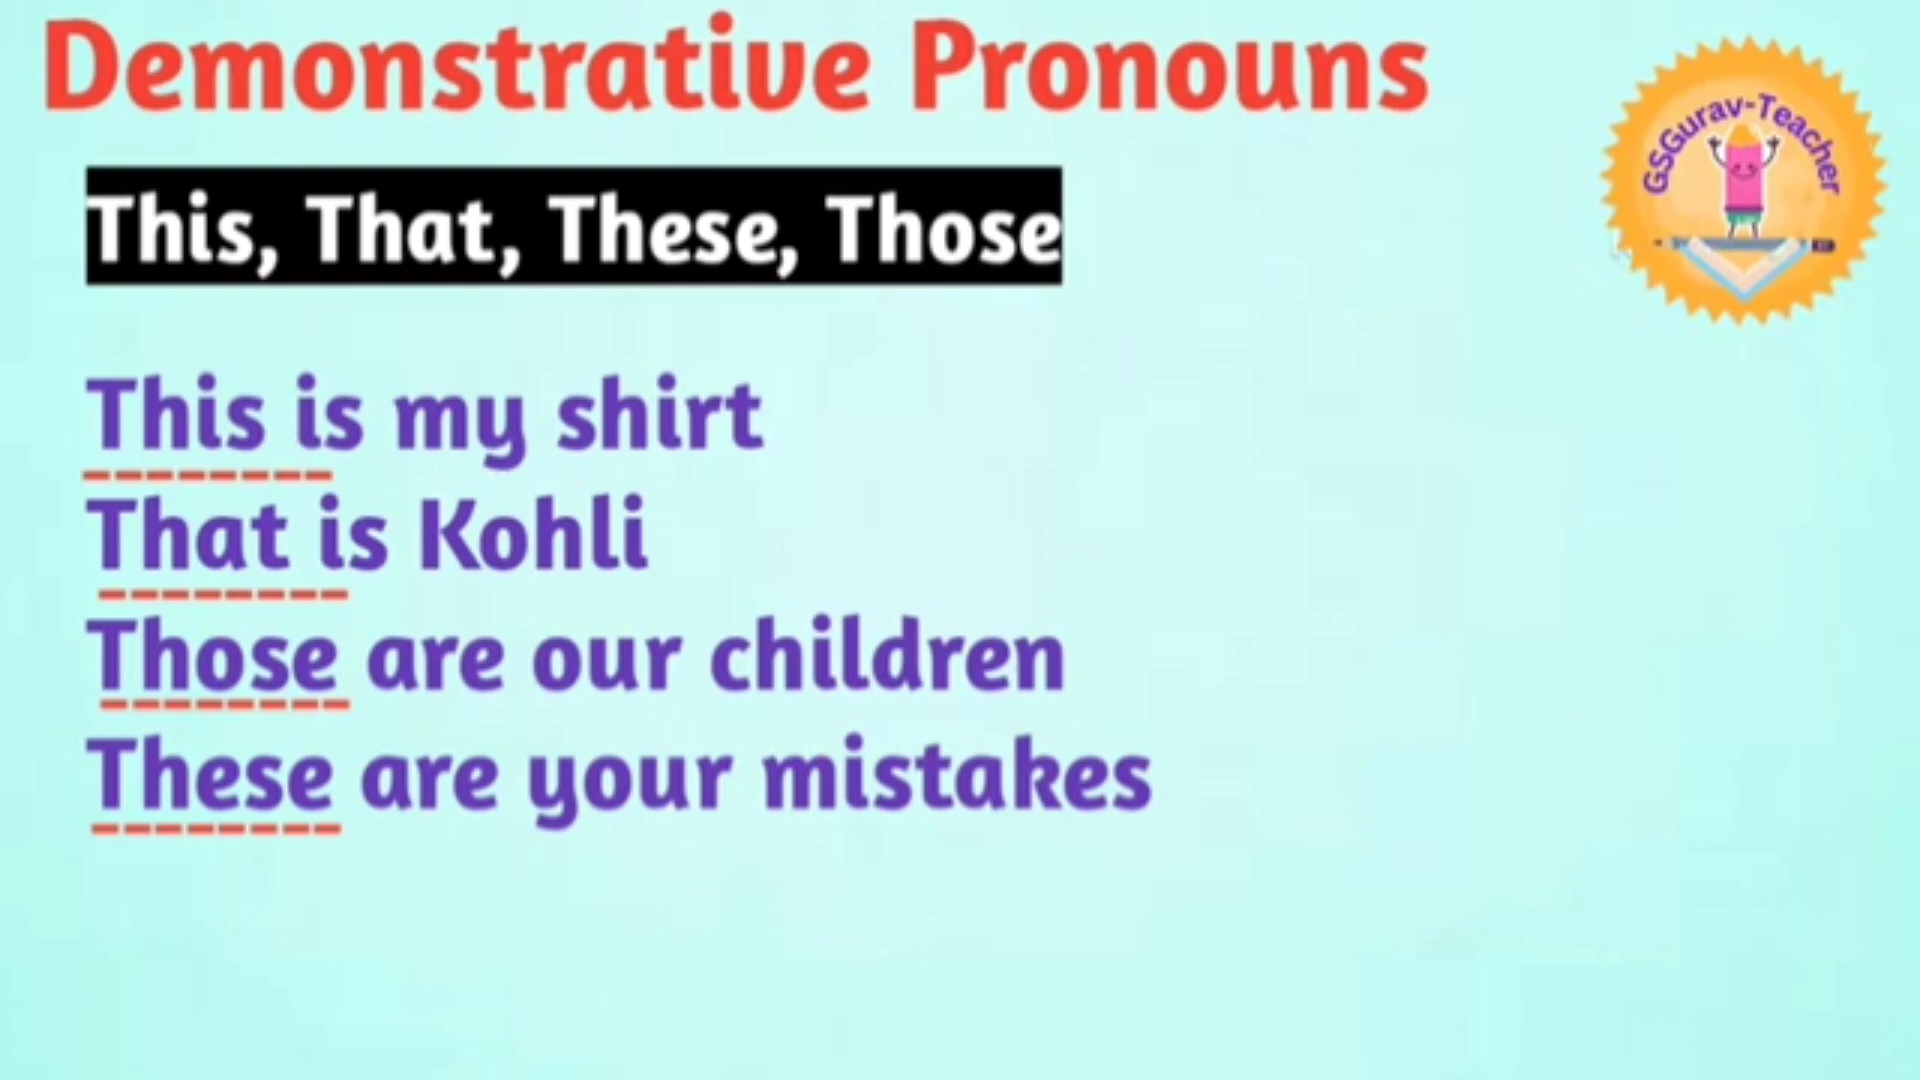 Demonstrative Pronouns
GSGurav-Teacher
This, That, These, Those
This is my shirt
That is Kohli
Those are our children
These are your mistakes